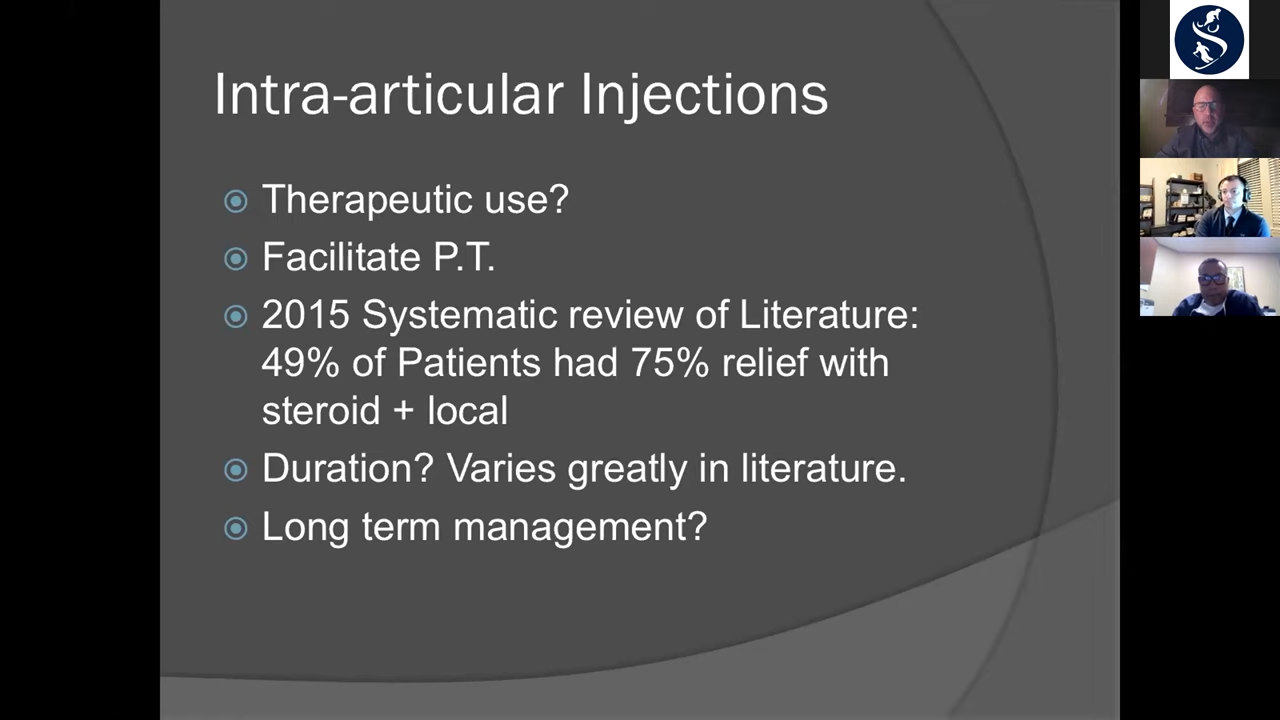 Intra-articular Injections
Therapeutic use?
Facilitate P.T.
2015 Systematic review of Literature:
49% of Patients had 75% relief with
steroid + local
Duration? Varies greatly in literature.
Long term management?